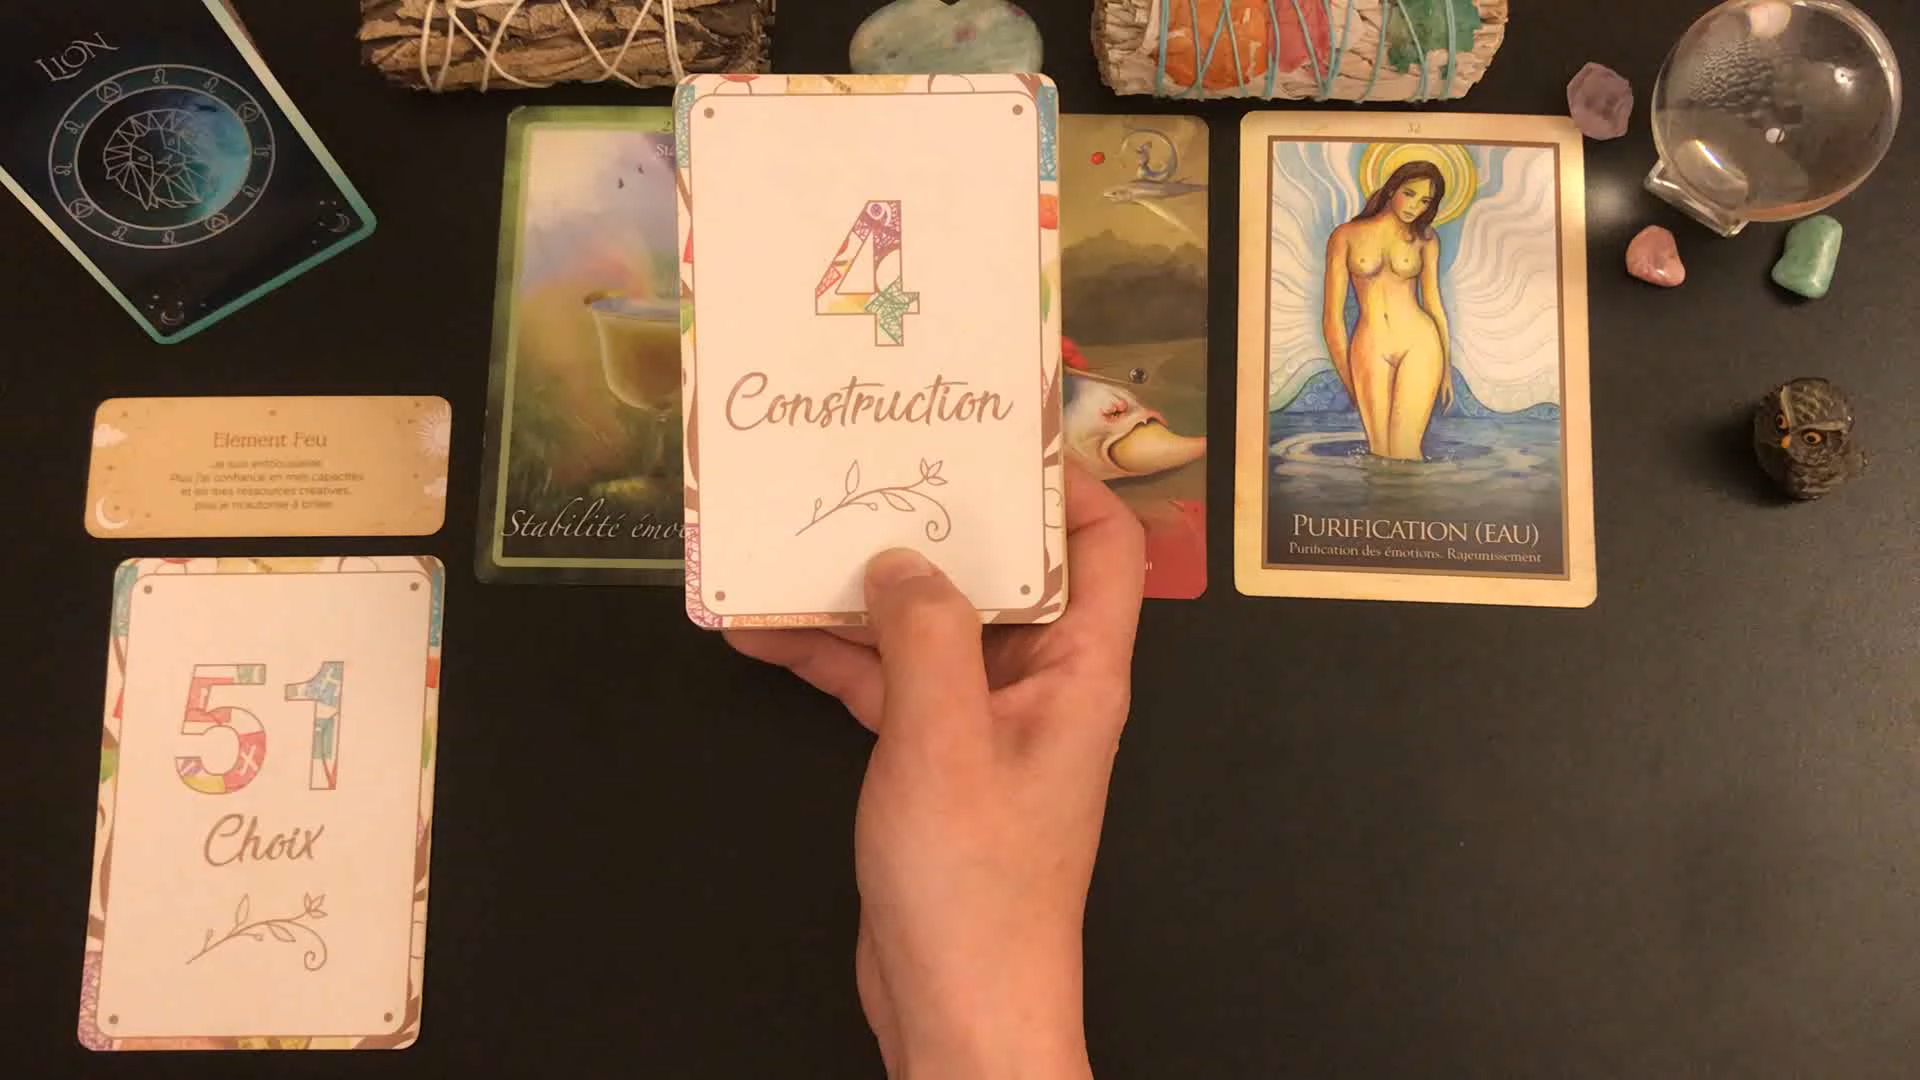 LION
Elément Feu
Je suis enthousiaste.
Plus j'ai confiance en mes capacités
et en mes ressources créatives,
plus je m'autorise à briller.
51
Choix
Stabilité émo
4
Construction
32
PURIFICATION (EAU)
Purification des émotions. Rajeunissement